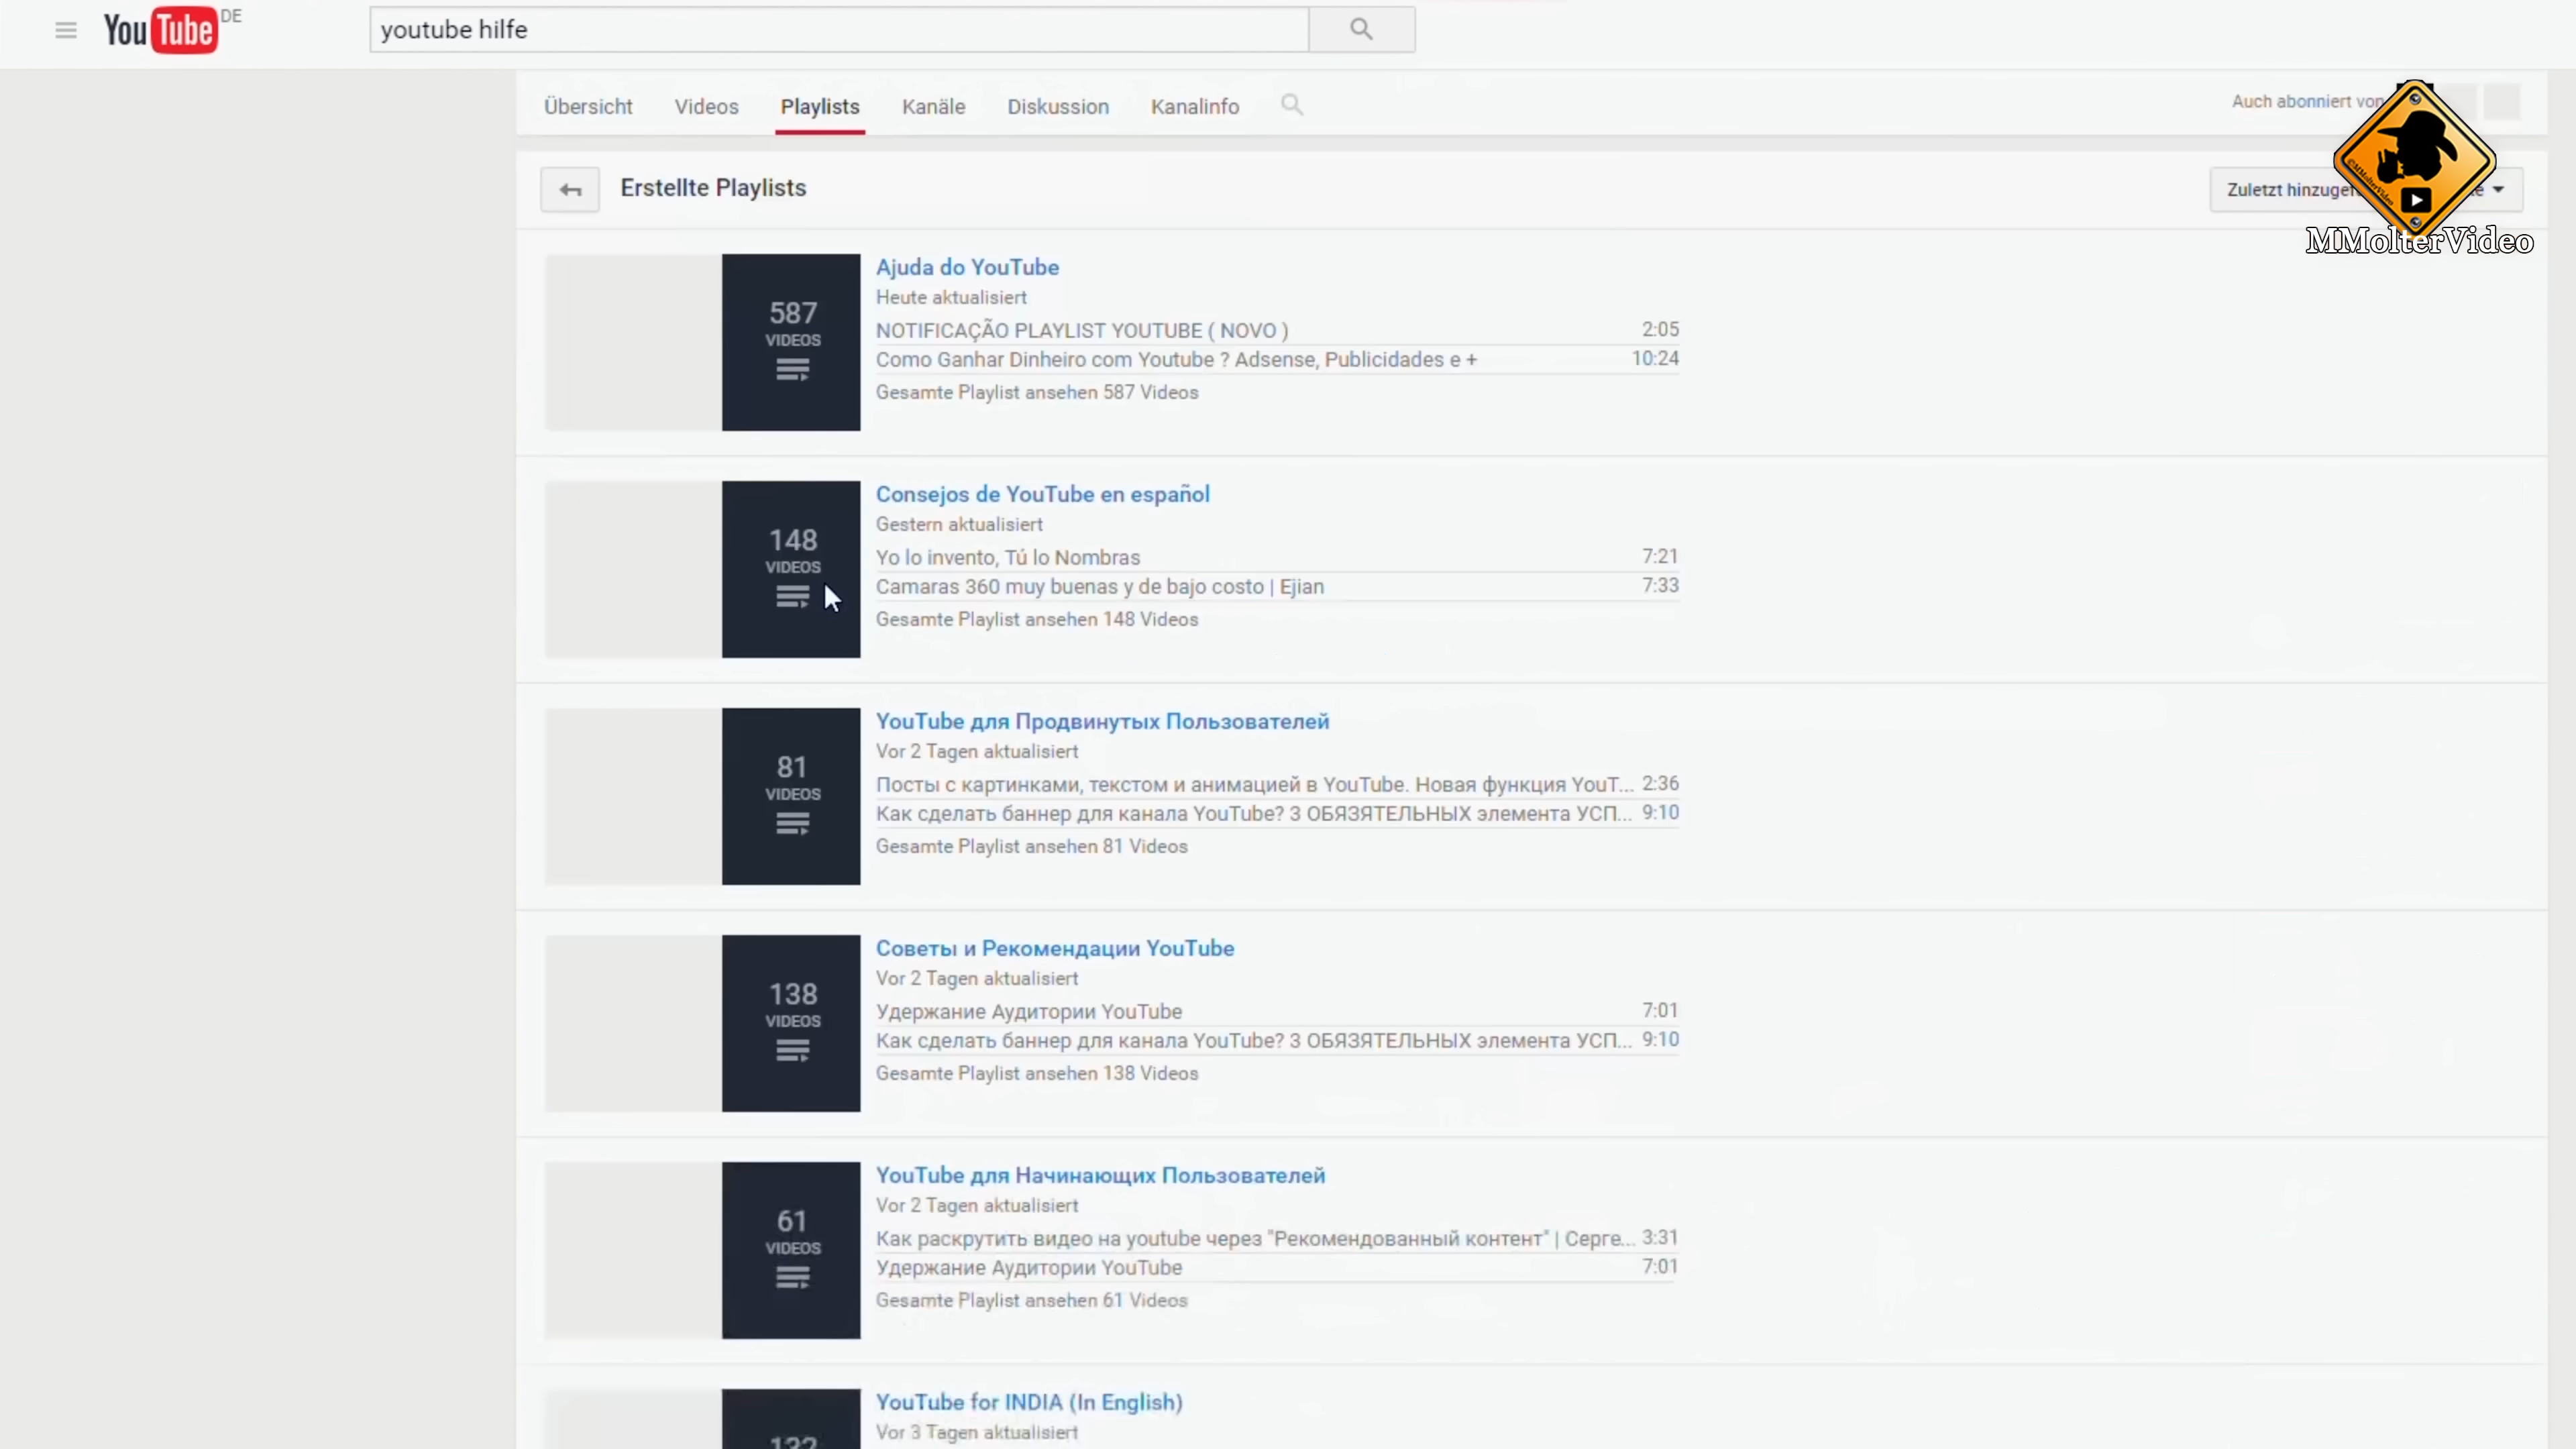 YouTube DE
youtube hilfe
Übersicht Videos Playlists Kanäle Diskussion Kanalinfo
Auch abonniert von
Erstellte Playlists
Zuletzt hinzugef
MMolterVideo
587
VIDEOS
Ajuda do YouTube
Heute aktualisiert
NOTIFICAÇÃO PLAYLIST YOUTUBE ( NOVO ) 2:05
Como Ganhar Dinheiro com Youtube ? Adsense, Publicidades e + 10:24
Gesamte Playlist ansehen 587 Videos
148
VIDEOS
Consejos de YouTube en español
Gestern aktualisiert
Yo lo invento, Tú lo Nombras 7:21
Camaras 360 muy buenas y de bajo costo | Ejian 7:33
Gesamte Playlist ansehen 148 Videos
81
VIDEOS
YouTube для Продвинутых Пользователей
Vor 2 Tagen aktualisiert
Посты с картинками, текстом и анимацией в YouTube. Новая функция YouT... 2:36
Как сделать баннер для канала YouTube? 3 ОБЯЗЯТЕЛЬНЫХ элемента УСП... 9:10
Gesamte Playlist ansehen 81 Videos
138
VIDEOS
Советы и Рекомендации YouTube
Vor 2 Tagen aktualisiert
Удержание Аудитории YouTube 7:01
Как сделать баннер для канала YouTube? 3 ОБЯЗЯТЕЛЬНЫХ элемента УСП... 9:10
Gesamte Playlist ansehen 138 Videos
61
VIDEOS
YouTube для Начинающих Пользователей
Vor 2 Tagen aktualisiert
Как раскрутить видео на youtube через "Рекомендованный контент" | Серге... 3:31
Удержание Аудитории YouTube 7:01
Gesamte Playlist ansehen 61 Videos
YouTube for INDIA (In English)
Vor 3 Tagen aktualisiert